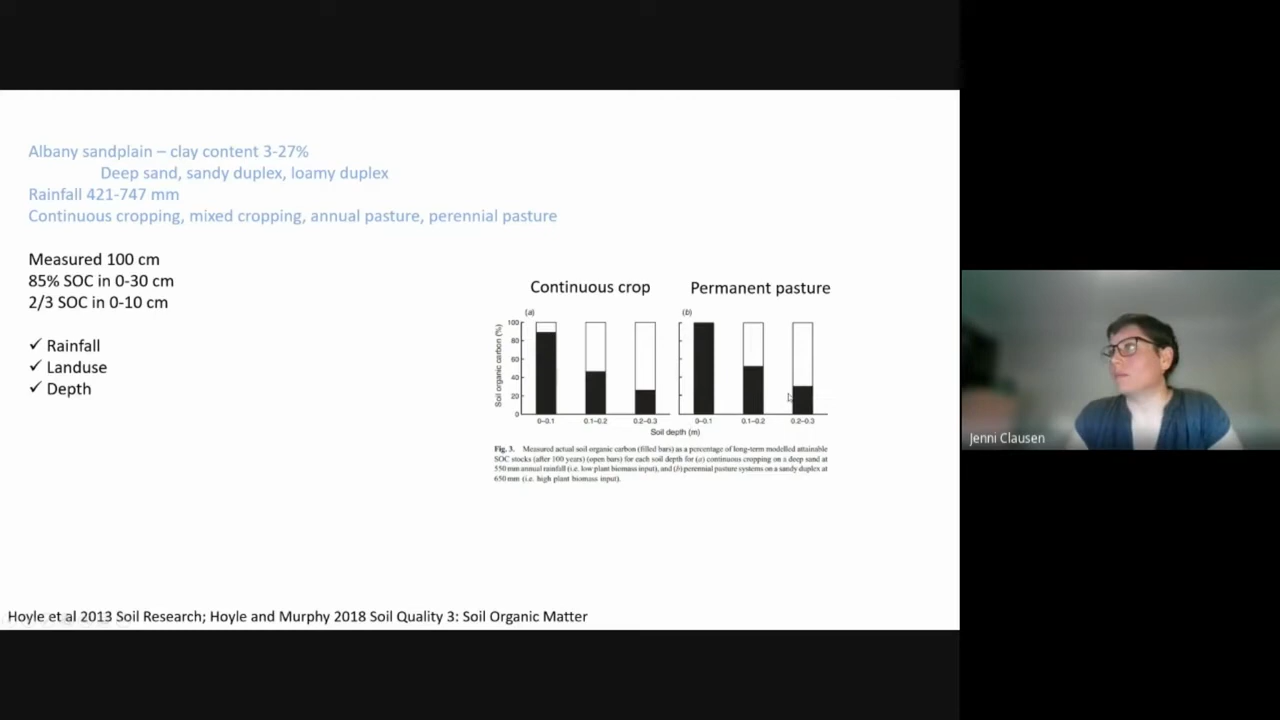 Albany sandplain – clay content 3-27%
Deep sand, sandy duplex, loamy duplex
Rainfall 421-747 mm
Continuous cropping, mixed cropping, annual pasture, perennial pasture
Measured 100 cm
85% SOC in 0-30 cm
2/3 SOC in 0-10 cm
✓ Rainfall
✓ Landuse
✓ Depth
Continuous crop
Permanent pasture
(a)
(b)
Soil organic carbon (%)
100
80
60
40
20
0
0–0.1
0.1–0.2
0.2–0.3
0–0.1
0.1–0.2
0.2–0.3
Soil depth (m)
Fig. 3. Measured actual soil organic carbon (filled bars) as a percentage of long-term modelled attainable
SOC stocks (after 100 years) (open bars) for each soil depth for (a) continuous cropping on a deep sand at
550 mm annual rainfall (i.e. low plant biomass input), and (b) perennial pasture systems on a sandy duplex at
650 mm (i.e. high plant biomass input).
Hoyle et al 2013 Soil Research; Hoyle and Murphy 2018 Soil Quality 3: Soil Organic Matter
Jenni Clausen